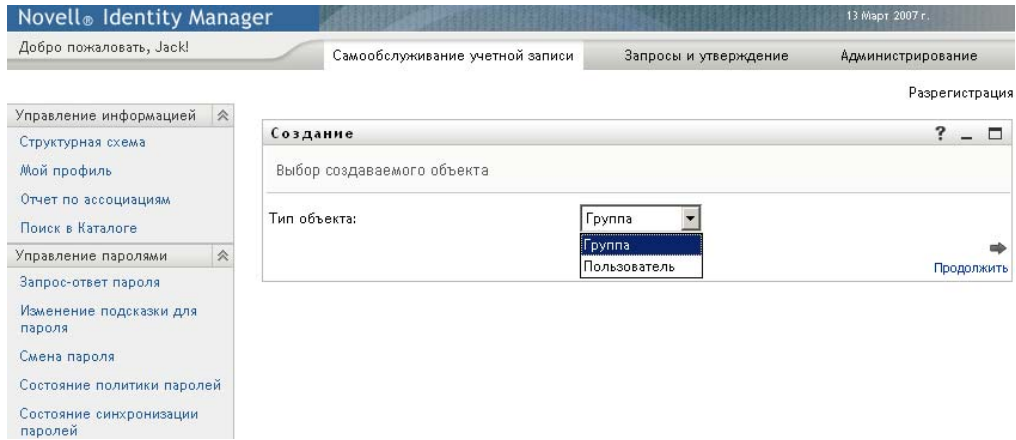 Novell® Identity Manager
13 Март 2007 г.
Добро пожаловать, Jack!
Самообслуживание учетной записи
Запросы и утверждение
Администрирование
Разрегистрация
Управление информацией
Структурная схема
Мой профиль
Отчет по ассоциациям
Поиск в Каталоге
Управление паролями
Запрос-ответ пароля
Изменение подсказки для
пароля
Смена пароля
Состояние политики паролей
Состояние синхронизации
паролей
Создание
?
Выбор создаваемого объекта
Тип объекта:
Группа
Группа
Пользователь
Продолжить